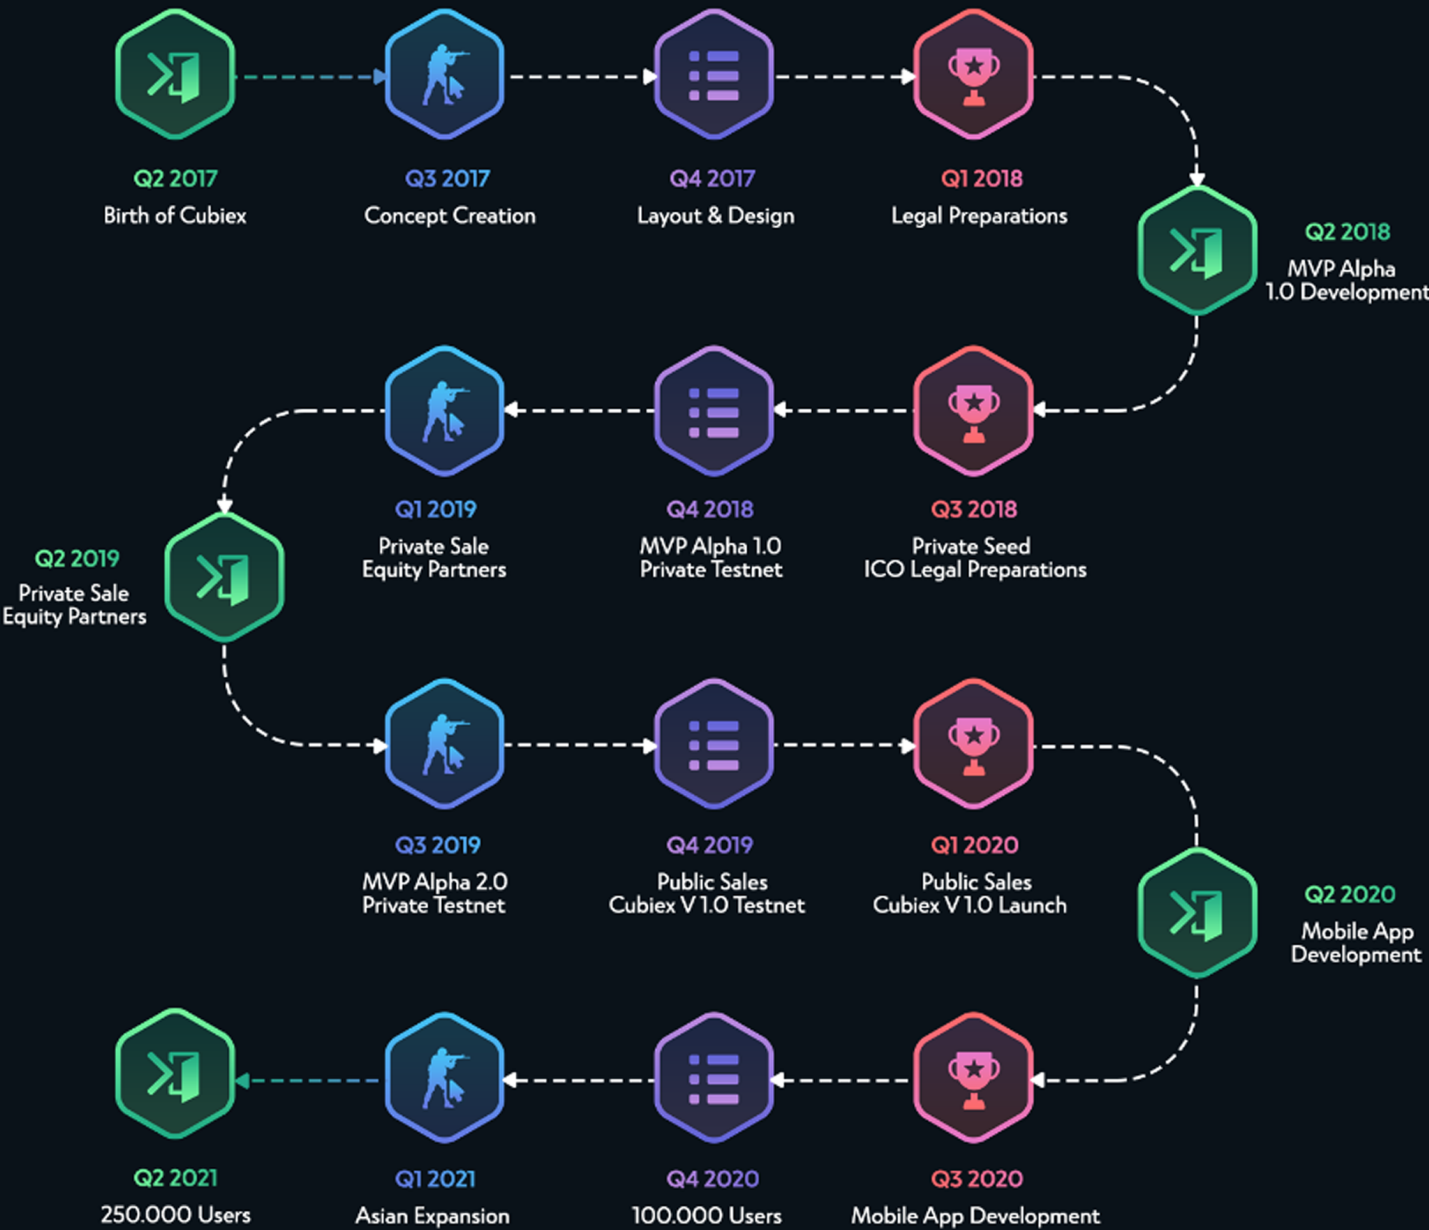 Q2 2017
Birth of Cubiex
Q3 2017
Concept Creation
Q4 2017
Layout & Design
Q1 2018
Legal Preparations
Q2 2018
MVP Alpha
1.0 Development
Q3 2018
Private Seed
ICO Legal Preparations
Q4 2018
MVP Alpha 1.0
Private Testnet
Q1 2019
Private Sale
Equity Partners
Q2 2019
Private Sale
Equity Partners
Q3 2019
MVP Alpha 2.0
Private Testnet
Q4 2019
Public Sales
Cubiex V 1.0 Testnet
Q1 2020
Public Sales
Cubiex V 1.0 Launch
Q2 2020
Mobile App
Development
Q3 2020
Mobile App Development
Q4 2020
100.000 Users
Q1 2021
Asian Expansion
Q2 2021
250.000 Users